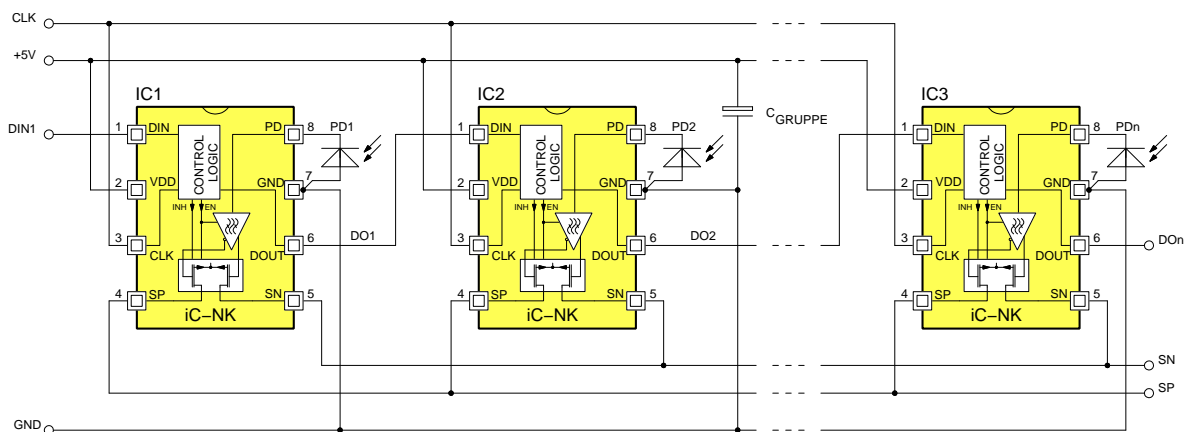 CLK
+5V
DIN1
GND
IC1
1
DIN
PD
8
PD1
CONTROL
LOGIC
2
VDD
GND
7
INH
EN
3
CLK
DOUT
6
DO1
4
SP
SN
5
iC-NK
IC2
1
DIN
PD
8
PD2
CONTROL
LOGIC
2
VDD
GND
7
INH
EN
3
CLK
DOUT
6
DO2
4
SP
SN
5
iC-NK
C GRUPPE
IC3
1
DIN
PD
8
PDn
CONTROL
LOGIC
2
VDD
GND
7
INH
EN
3
CLK
DOUT
6
DOn
4
SP
SN
5
iC-NK
SN
SP